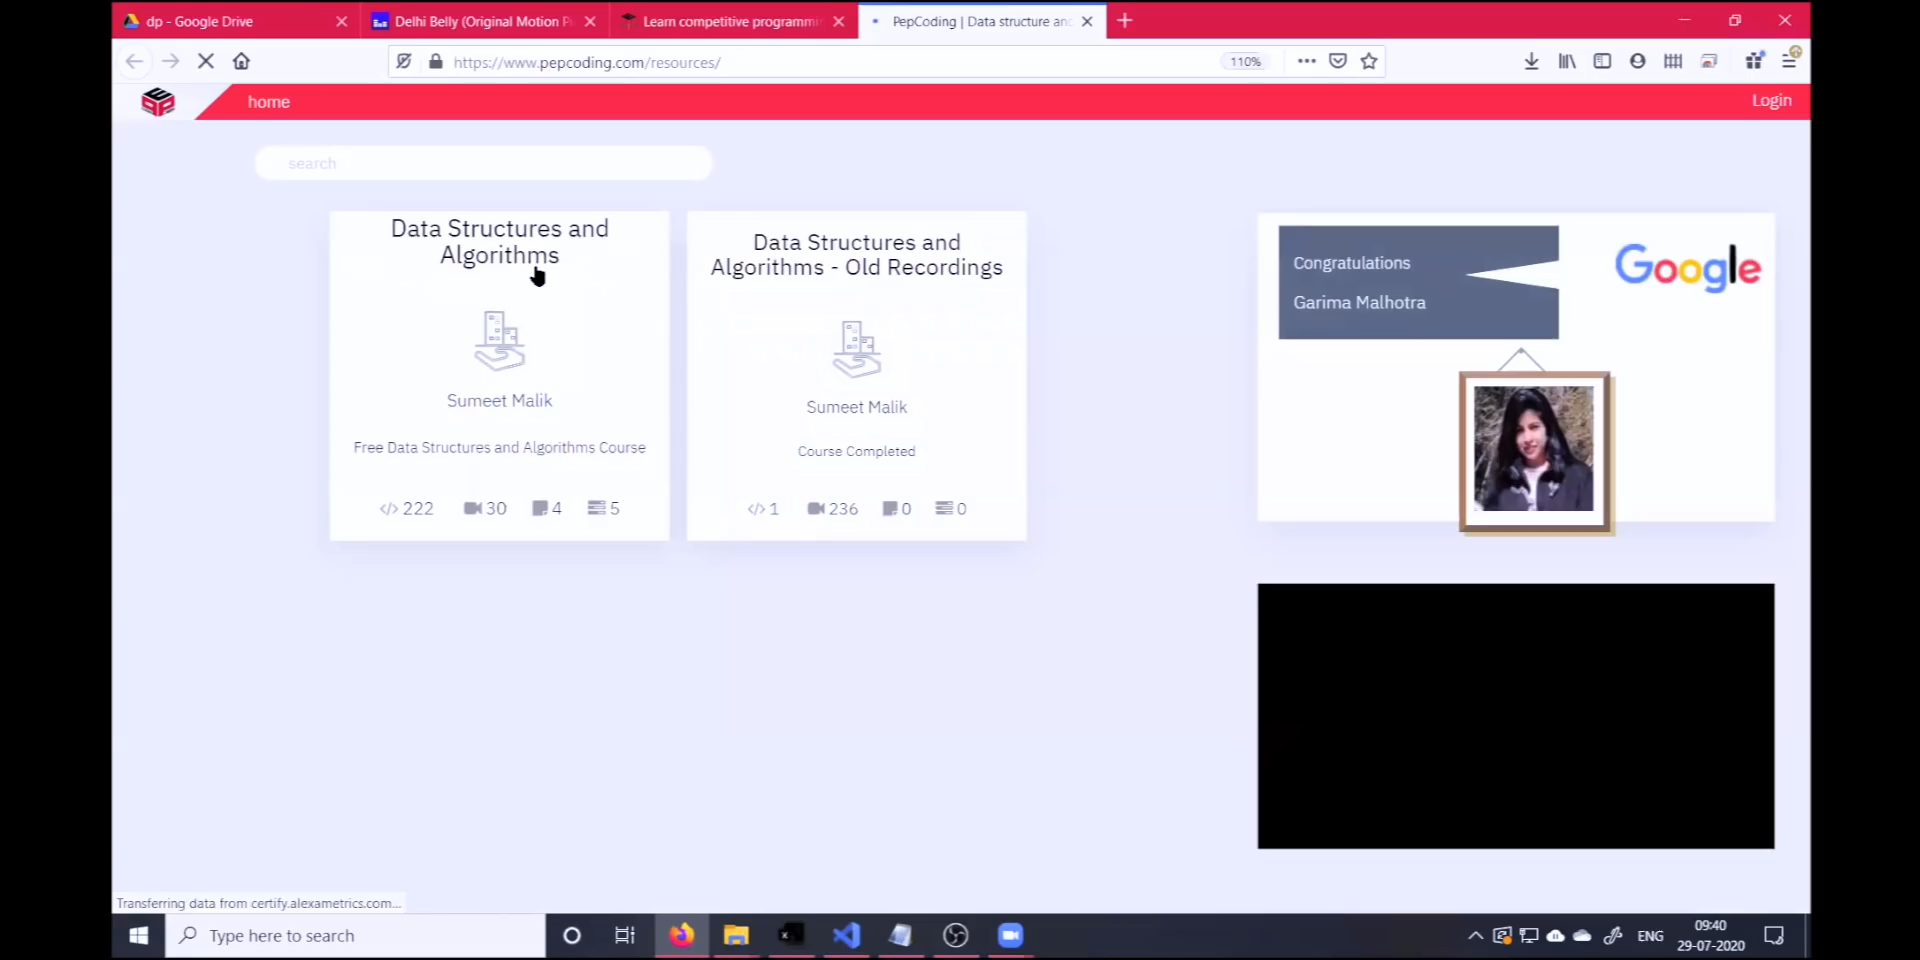 dp - Google Drive
Delhi Belly (Original Motion P
Learn competitive programmi
PepCoding | Data structure an
https://www.pepcoding.com/resources/
110%
home
Login
search
Data Structures and
Algorithms
Sumeet Malik
Free Data Structures and Algorithms Course
</> 222
30
4
5
Data Structures and
Algorithms - Old Recordings
Sumeet Malik
Course Completed
</> 1
236
0
0
Congratulations
Garima Malhotra
Google
Transferring data from certify.alexametrics.com...
Type here to search
ENG
09:40
29-07-2020